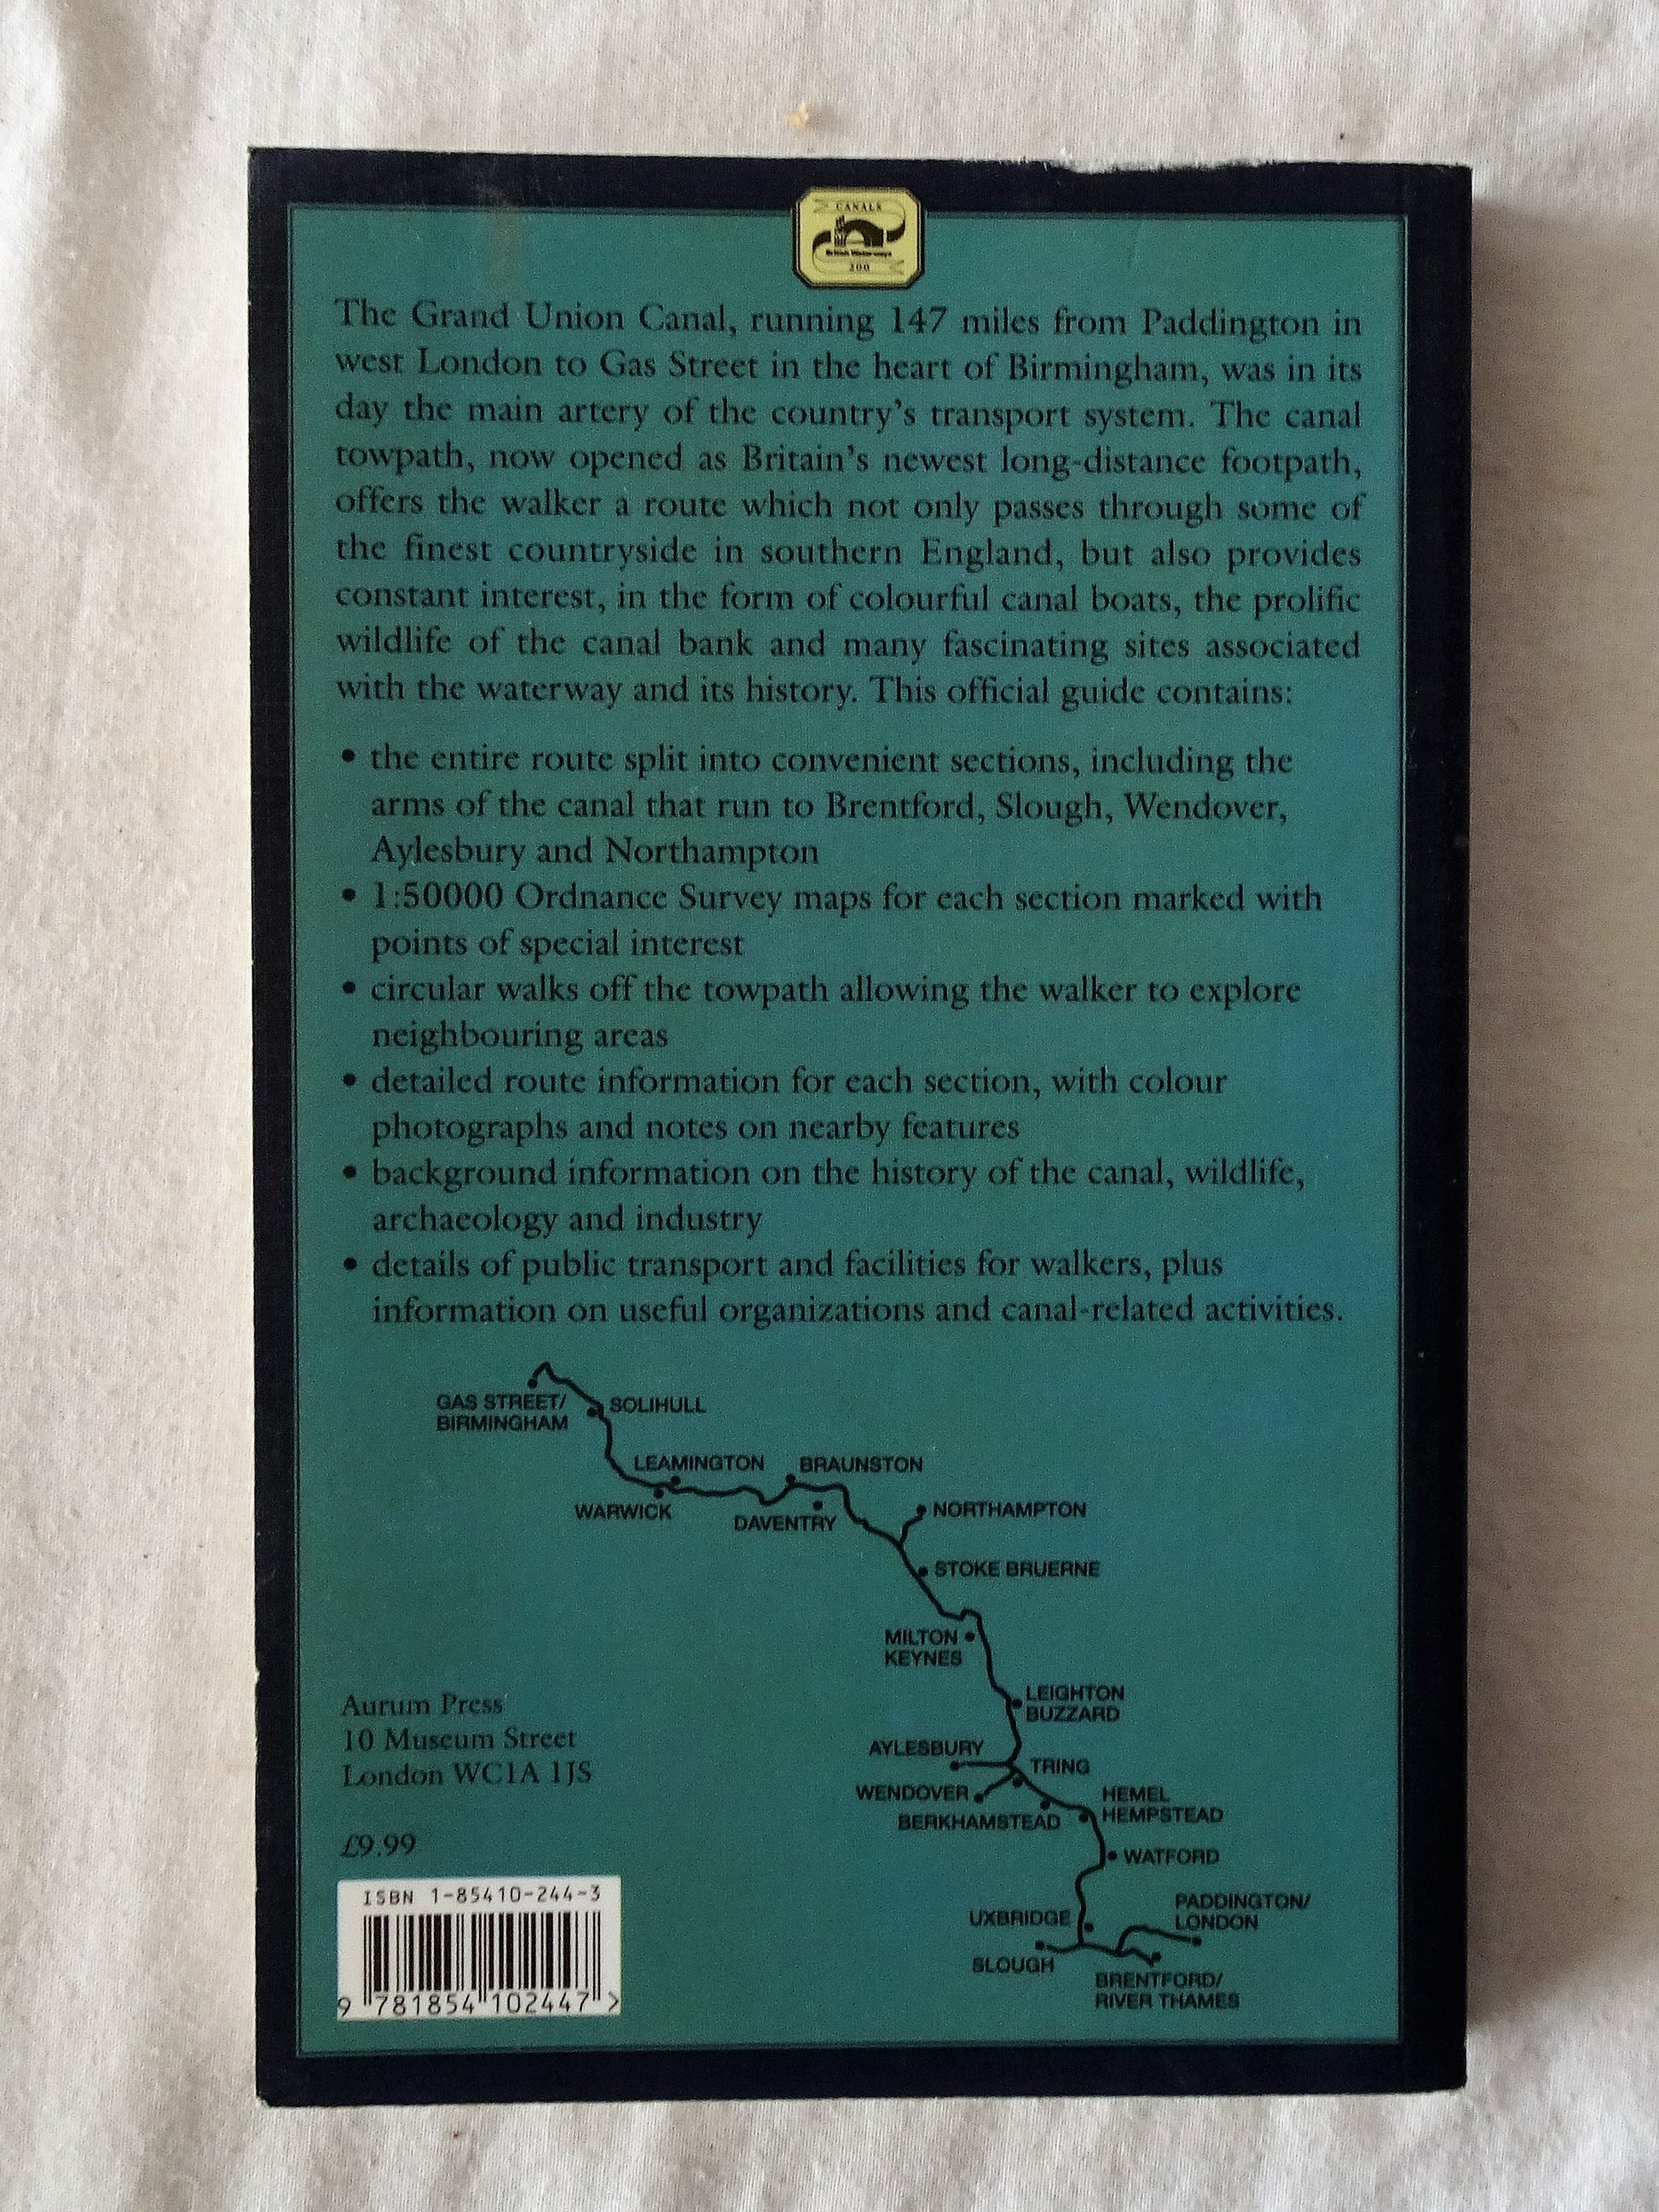 CANALS
British Waterways
200
The Grand Union Canal, running 147 miles from Paddington in
west London to Gas Street in the heart of Birmingham, was in its
day the main artery of the country's transport system. The canal
towpath, now opened as Britain's newest long-distance footpath,
offers the walker a route which not only passes through some of
the finest countryside in southern England, but also provides
constant interest, in the form of colourful canal boats, the prolific
wildlife of the canal bank and many fascinating sites associated
with the waterway and its history. This official guide contains:
• the entire route split into convenient sections, including the
arms of the canal that run to Brentford, Slough, Wendover,
Aylesbury and Northampton
• 1:50000 Ordnance Survey maps for each section marked with
points of special interest
• circular walks off the towpath allowing the walker to explore
neighbouring areas
• detailed route information for each section, with colour
photographs and notes on nearby features
• background information on the history of the canal, wildlife,
archaeology and industry
• details of public transport and facilities for walkers, plus
information on useful organizations and canal-related activities.
GAS STREET/
BIRMINGHAM
SOLIHULL
LEAMINGTON
BRAUNSTON
WARWICK
DAVENTRY
NORTHAMPTON
STOKE BRUERNE
MILTON
KEYNES
LEIGHTON
BUZZARD
AYLESBURY
TRING
WENDOVER
BERKHAMSTEAD
HEMEL
HEMPSTEAD
WATFORD
UXBRIDGE
PADDINGTON/
LONDON
SLOUGH
BRENTFORD/
RIVER THAMES
Aurum Press
10 Museum Street
London WC1A 1JS
£9.99
ISBN 1-85410-244-3
9 781854 102447 >